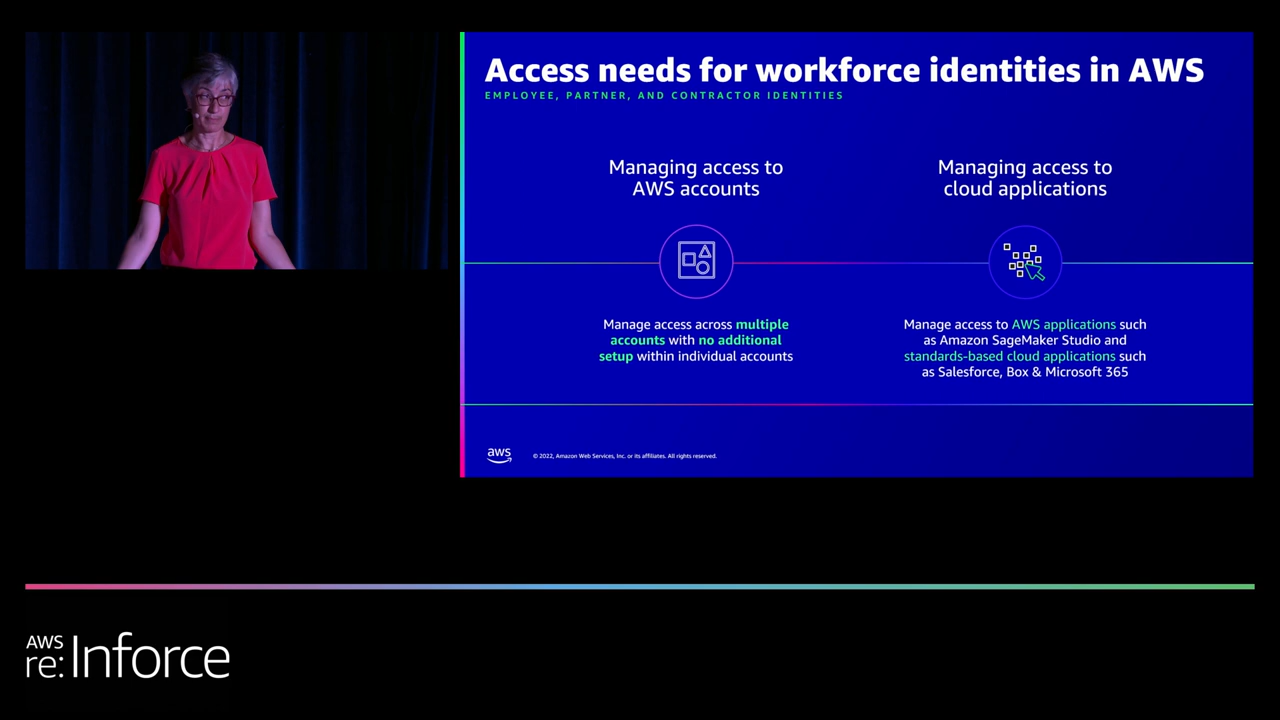 Access needs for workforce identities in AWS
EMPLOYEE, PARTNER, AND CONTRACTOR IDENTITIES
Managing access to
AWS accounts
Manage access across multiple
accounts with no additional
setup within individual accounts
Managing access to
cloud applications
Manage access to AWS applications such
as Amazon SageMaker Studio and
standards-based cloud applications such
as Salesforce, Box & Microsoft 365
aws
© 2022, Amazon Web Services, Inc. or its affiliates. All rights reserved.
AWS
re:Inforce